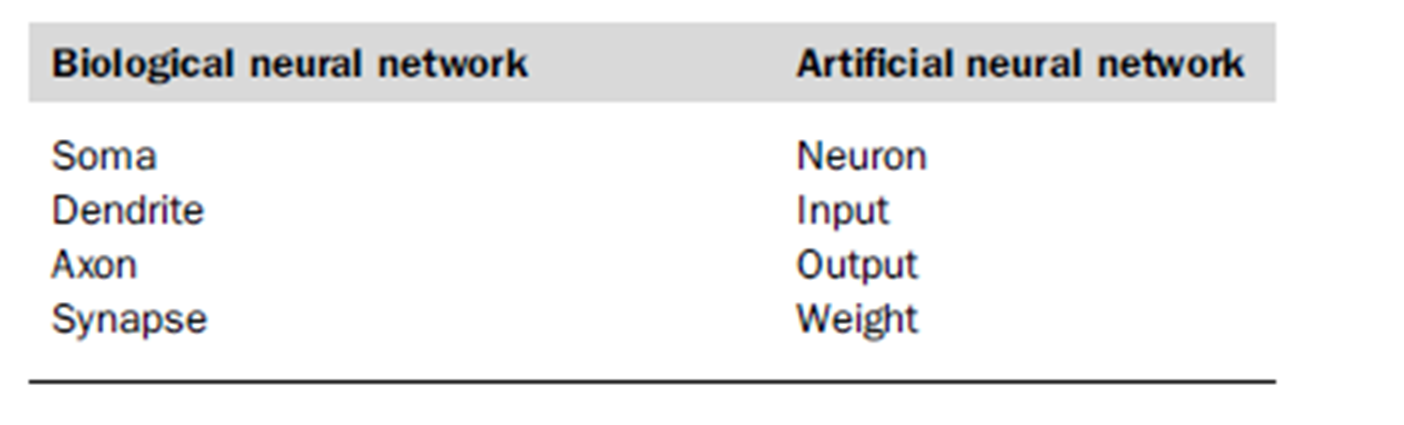 Biological neural network Artificial neural network
Soma Neuron
Dendrite Input
Axon Output
Synapse Weight